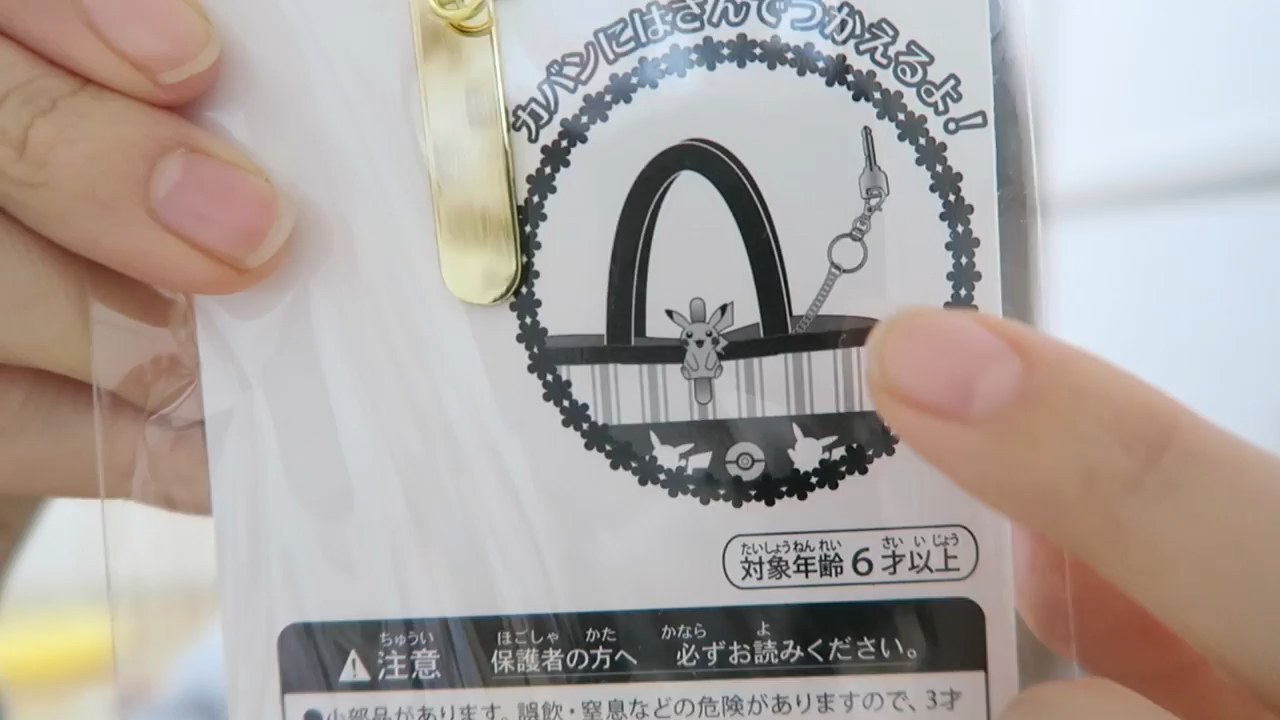 カバンにはさんでつかえるよ!
たいしょうねんれい さい い じょう
対象年齢6才以上
ちゅうい ほごしゃ かた かなら よ
注意 保護者の方へ 必ずお読みください。
●小部品があります。誤飲・窒息などの危険がありますので、3才